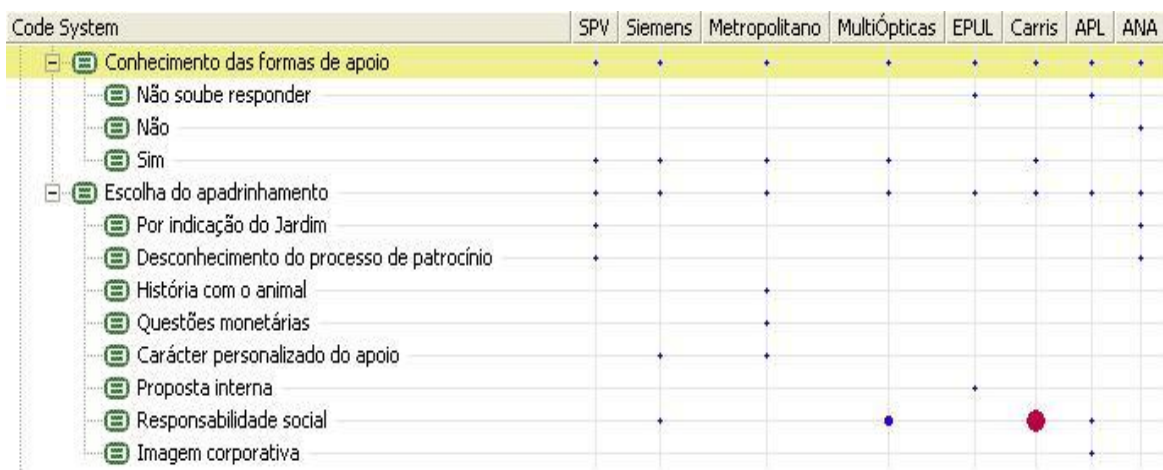 Code System SPV Siemens Metropolitano MultiÓpticas EPUL Carris APL ANA
Conhecimento das formas de apoio
Não soube responder
Não
Sim
Escolha do apadrinhamento
Por indicação do Jardim
Desconhecimento do processo de patrocínio
História com o animal
Questões monetárias
Carácter personalizado do apoio
Proposta interna
Responsabilidade social
Imagem corporativa